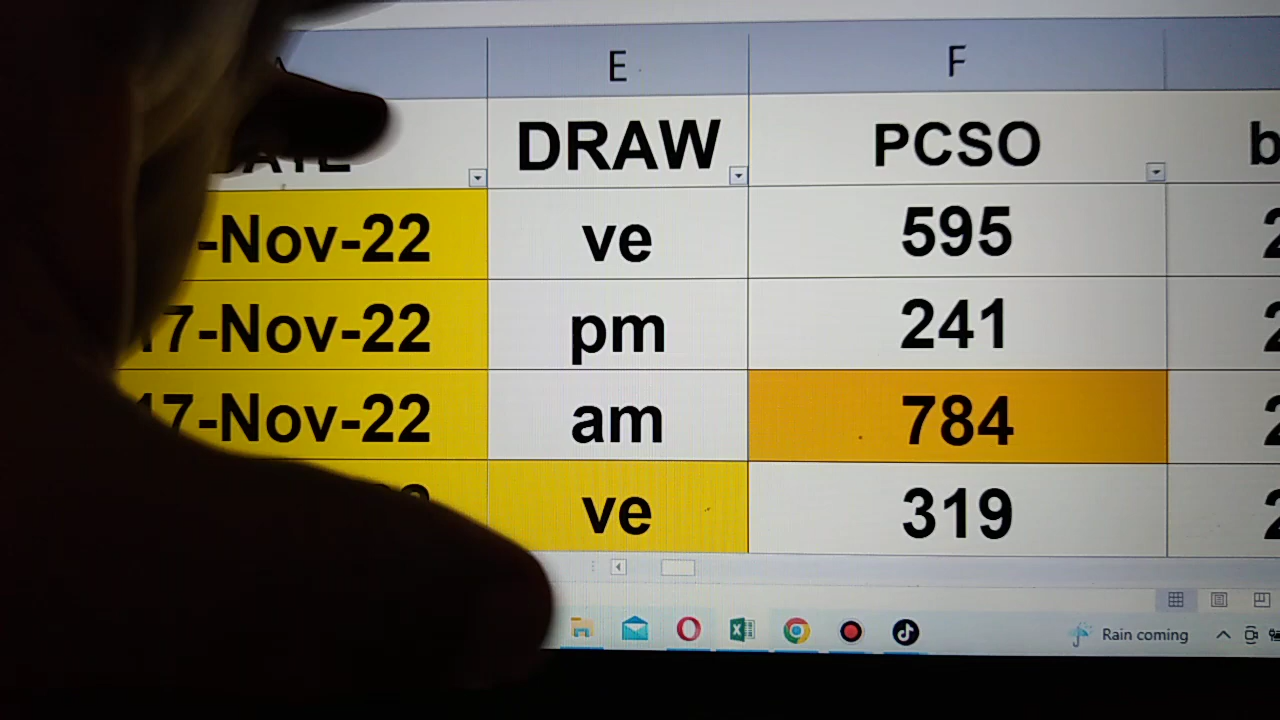 E F
DRAW PCSO
-Nov-22 ve 595
17-Nov-22 pm 241
17-Nov-22 am 784
ve 319
Rain coming